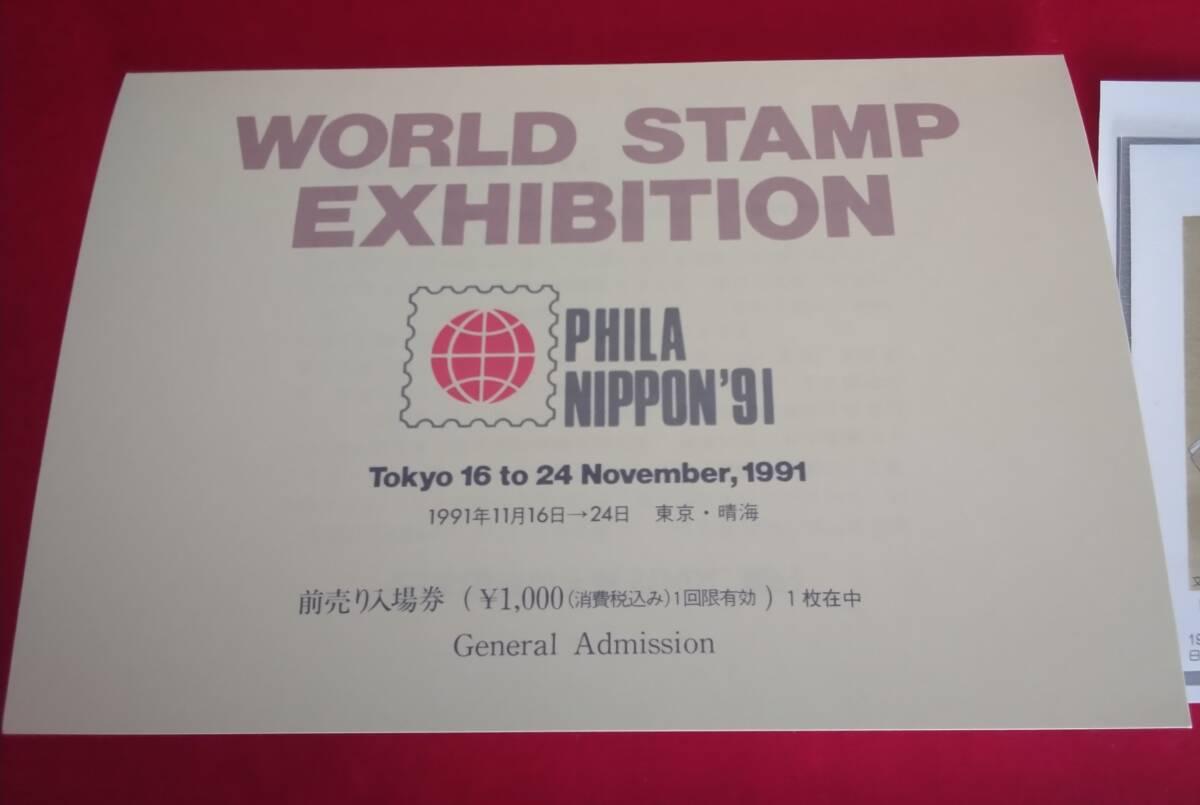 WORLD STAMP
EXHIBITION
PHILA
NIPPON'91
Tokyo 16 to 24 November, 1991
1991年11月16日→24日 東京・晴海
前売り入場券 (¥1,000(消費税込み)1回限有効) 1枚在中
General Admission
19
日